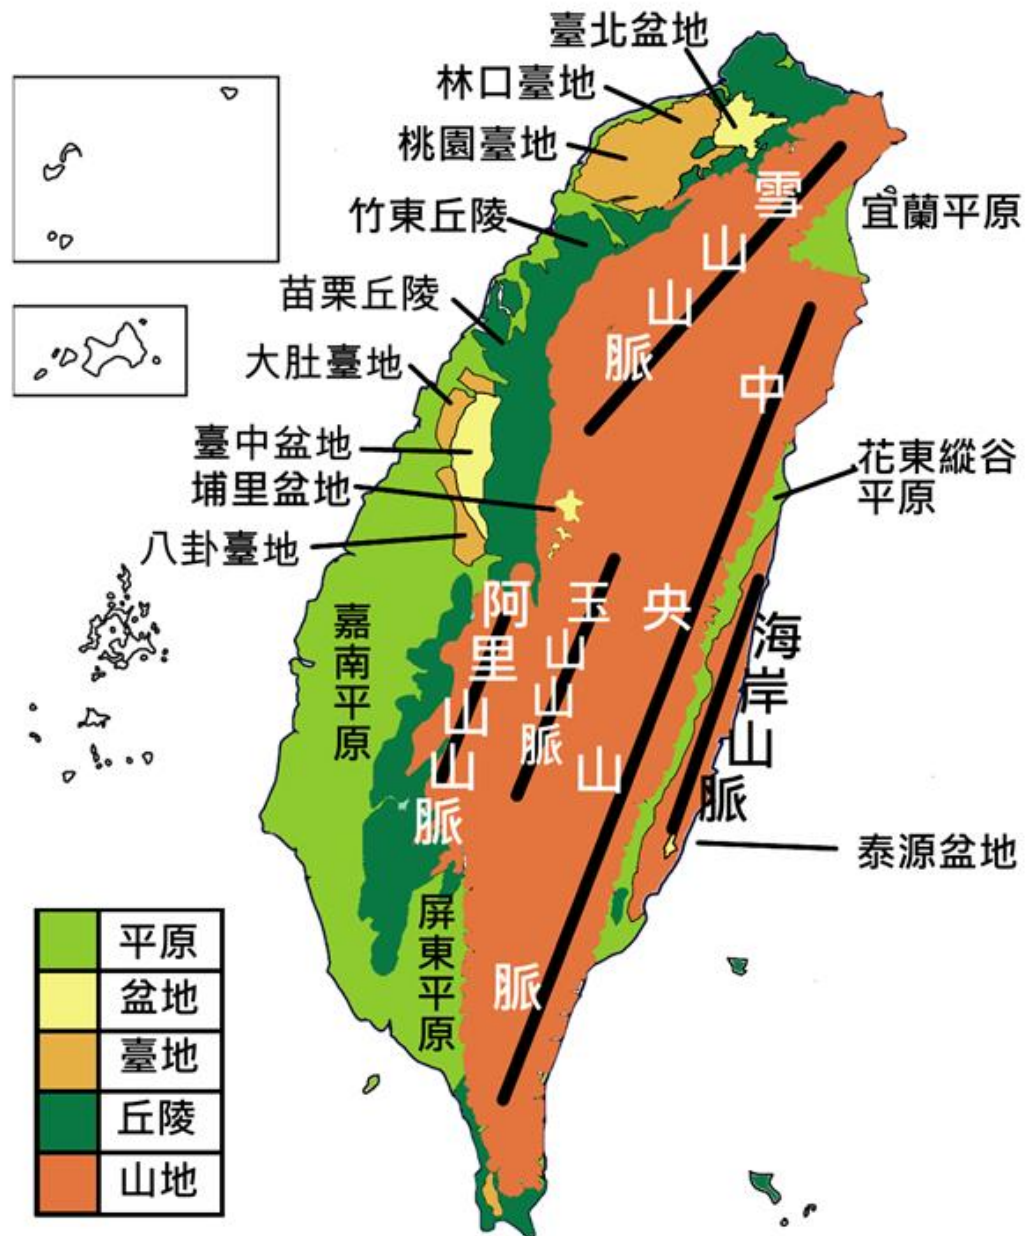 臺北盆地
林口臺地
桃園臺地
竹東丘陵
苗栗丘陵
大肚臺地
臺中盆地
埔里盆地
八卦臺地
雪山山脈
宜蘭平原
中央山脈
花東縱谷
平原
阿里山山脈
玉山山脈
海岸山脈
嘉南平原
屏東平原
泰源盆地
平原
盆地
臺地
丘陵
山地